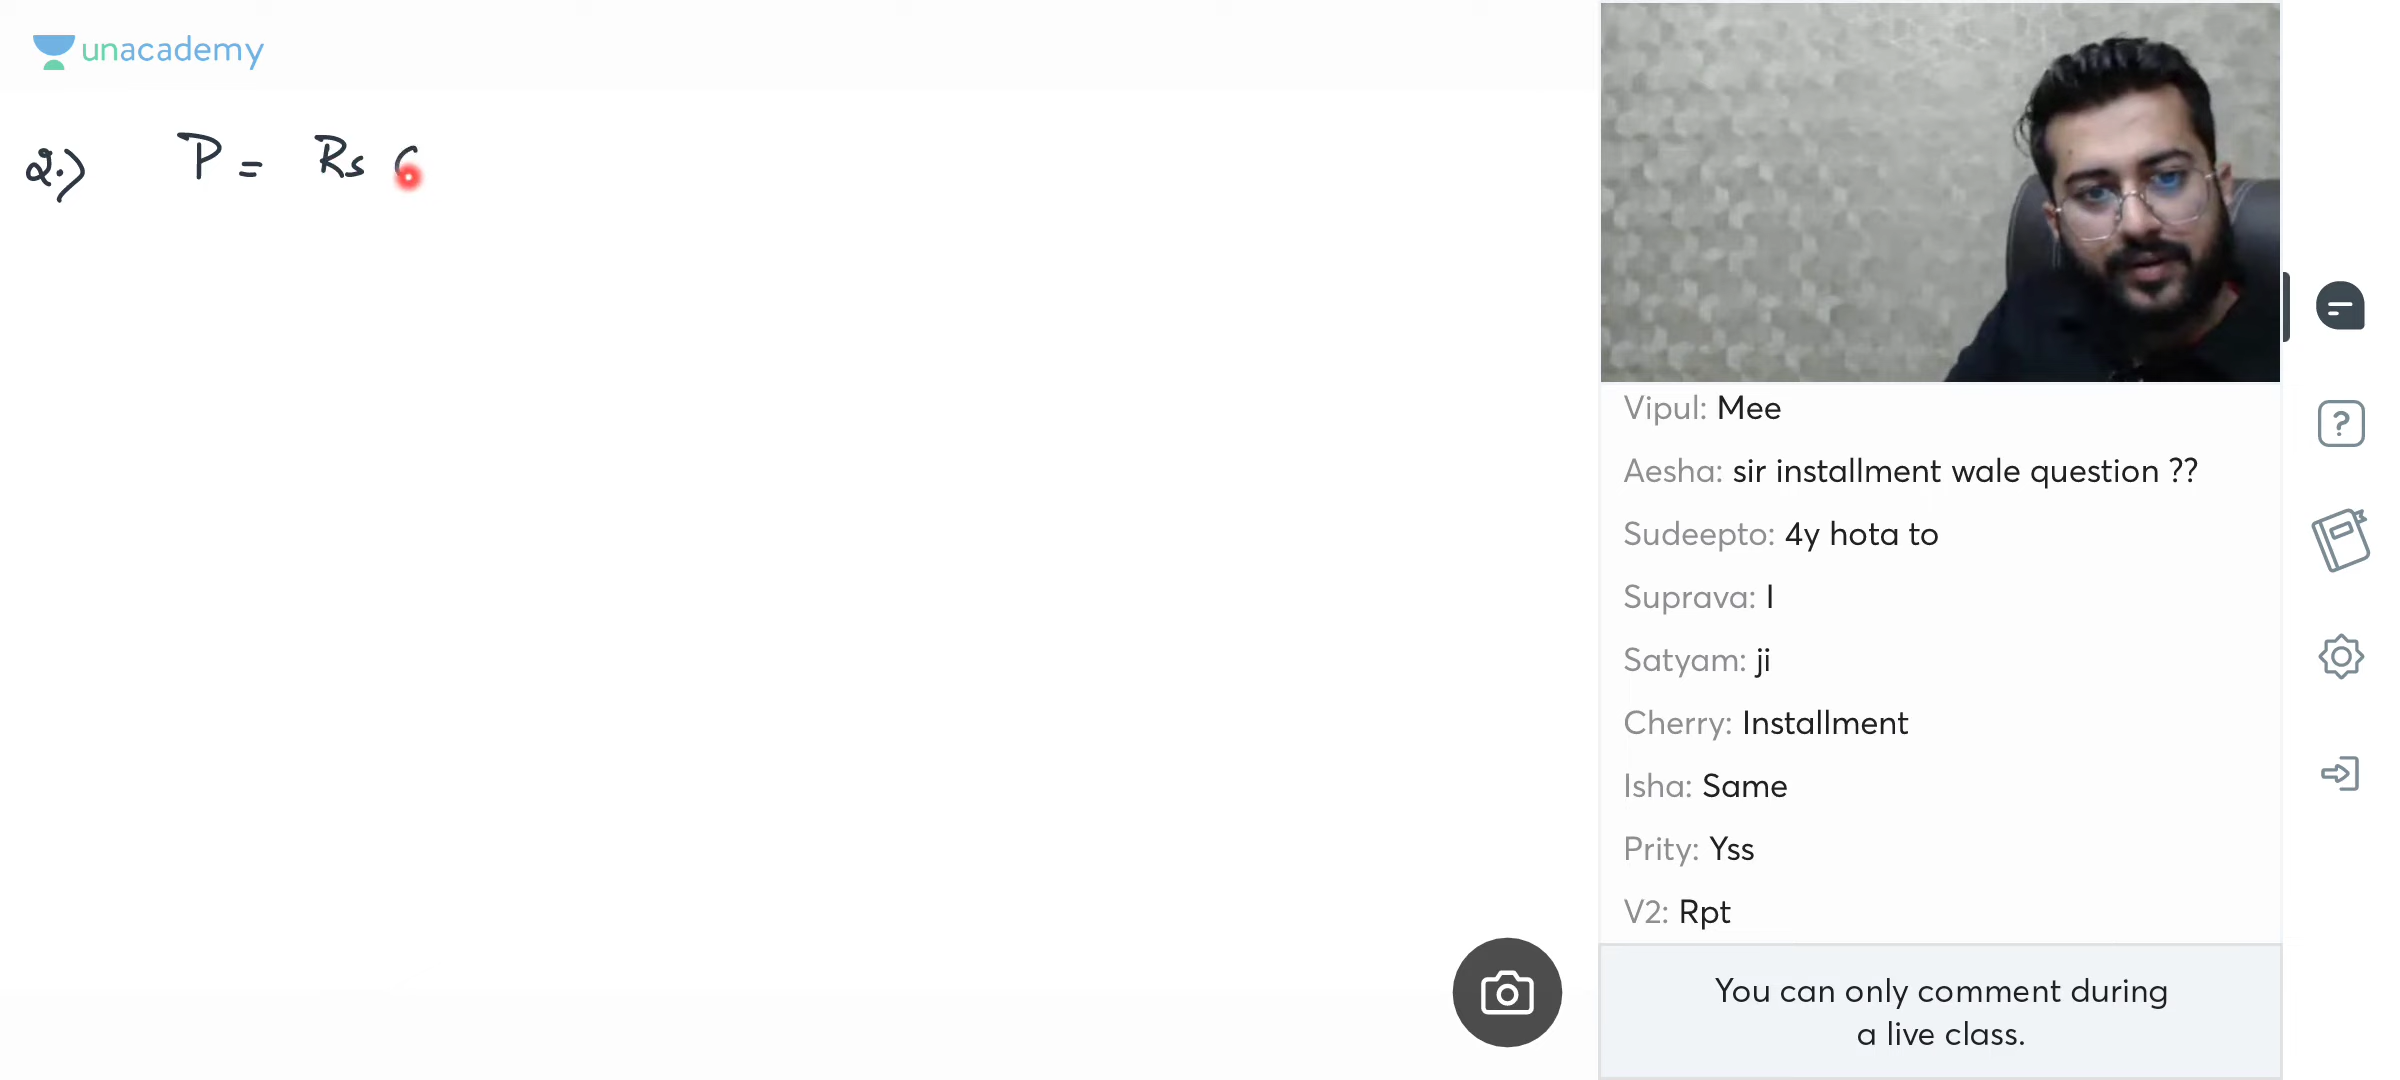 unacademy
2.) P = Rs
Vipul: Mee
Aesha: sir installment wale question ??
Sudeepto: 4y hota to
Suprava: I
Satyam: ji
Cherry: Installment
Isha: Same
Prity: Yss
V2: Rpt
You can only comment during
a live class.
?